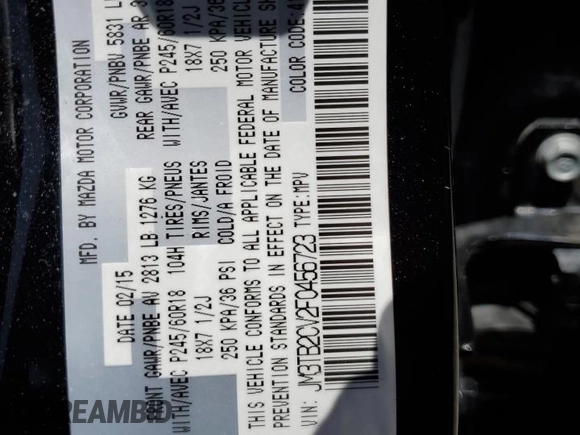 MFD. BY MAZDA MOTOR CORPORATION
DATE 02/15 GVWR/PNBV 5831
FRONT GAWR/PNBE AV 2813 LB 1276 KG REAR GAWR/PNBE AR
WITH/AVEC P245/60R18 104H TIRES/PNEUS WITH/AVEC P245/60R18
18X7 1/2J RIMS/JANTES 18X7 1/2J
250 KPA/36 PSI COLD/A FROID 250 KPA/36
THIS VEHICLE CONFORMS TO ALL APPLICABLE FEDERAL MOTOR VEHICLE
PREVENTION STANDARDS IN EFFECT ON THE DATE OF MANUFACTURE
VIN: JM3TB2CV2F0456723 TYPE: MPV COLOR CODE